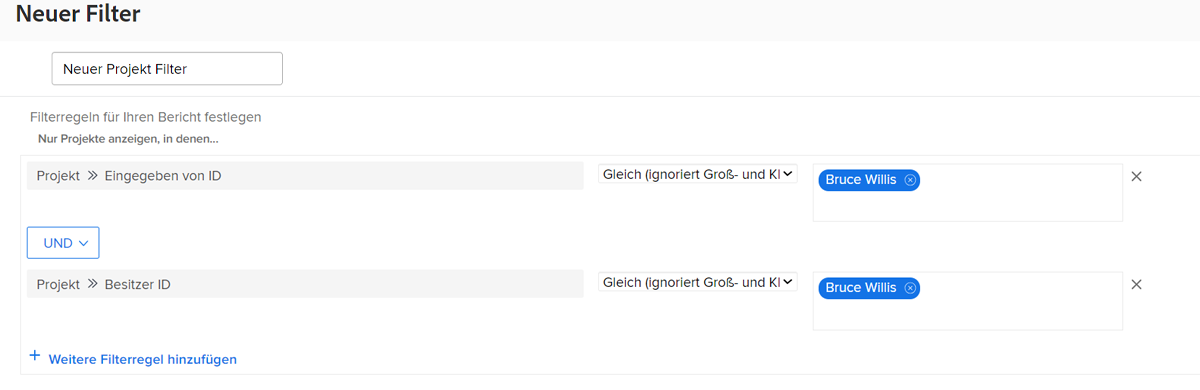 Neuer Filter
Neuer Projekt Filter
Filterregeln für Ihren Bericht festlegen
Nur Projekte anzeigen, in denen...
Projekt » Eingegeben von ID Gleich (ignoriert Groß- und Kl Bruce Willis
UND
Projekt » Besitzer ID Gleich (ignoriert Groß- und Kl Bruce Willis
+ Weitere Filterregel hinzufügen